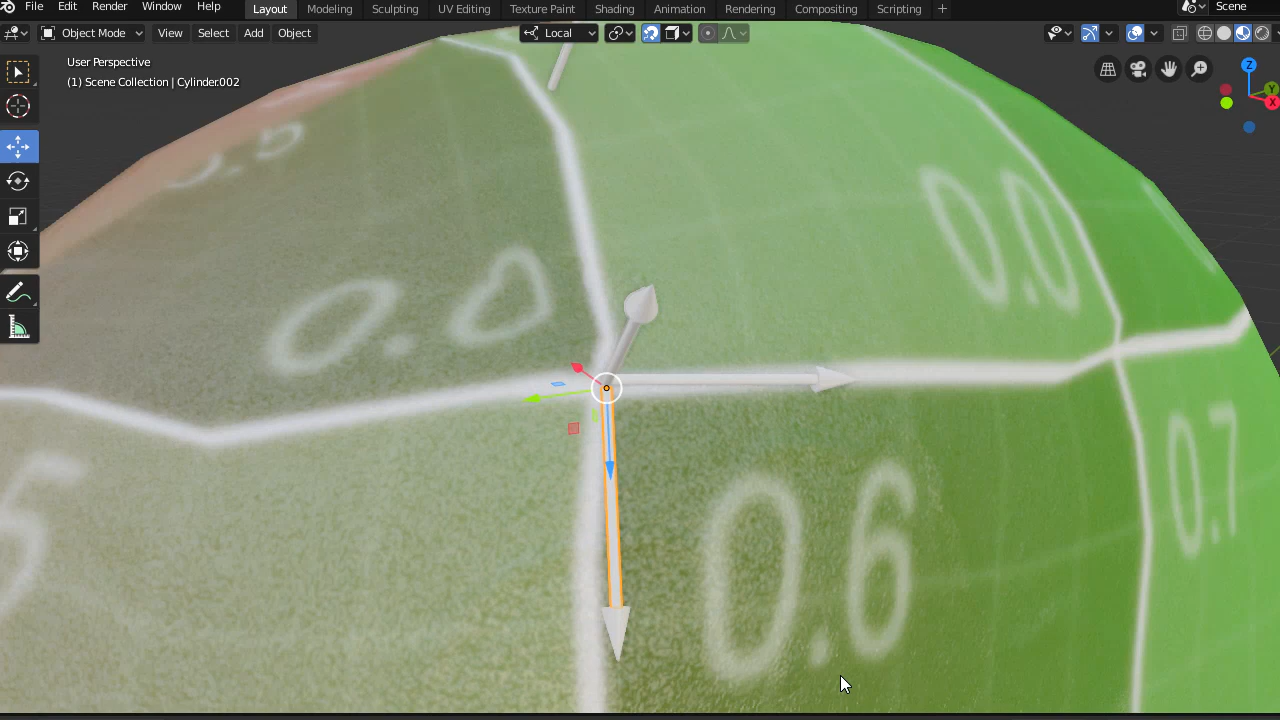 File Edit Render Window Help Layout Modeling Sculpting UV Editing Texture Paint Shading Animation Rendering Compositing Scripting + Scene
Object Mode View Select Add Object Local
User Perspective
(1) Scene Collection | Cylinder.002
Z
Y
X
0.0
0.0
0.6
0.7